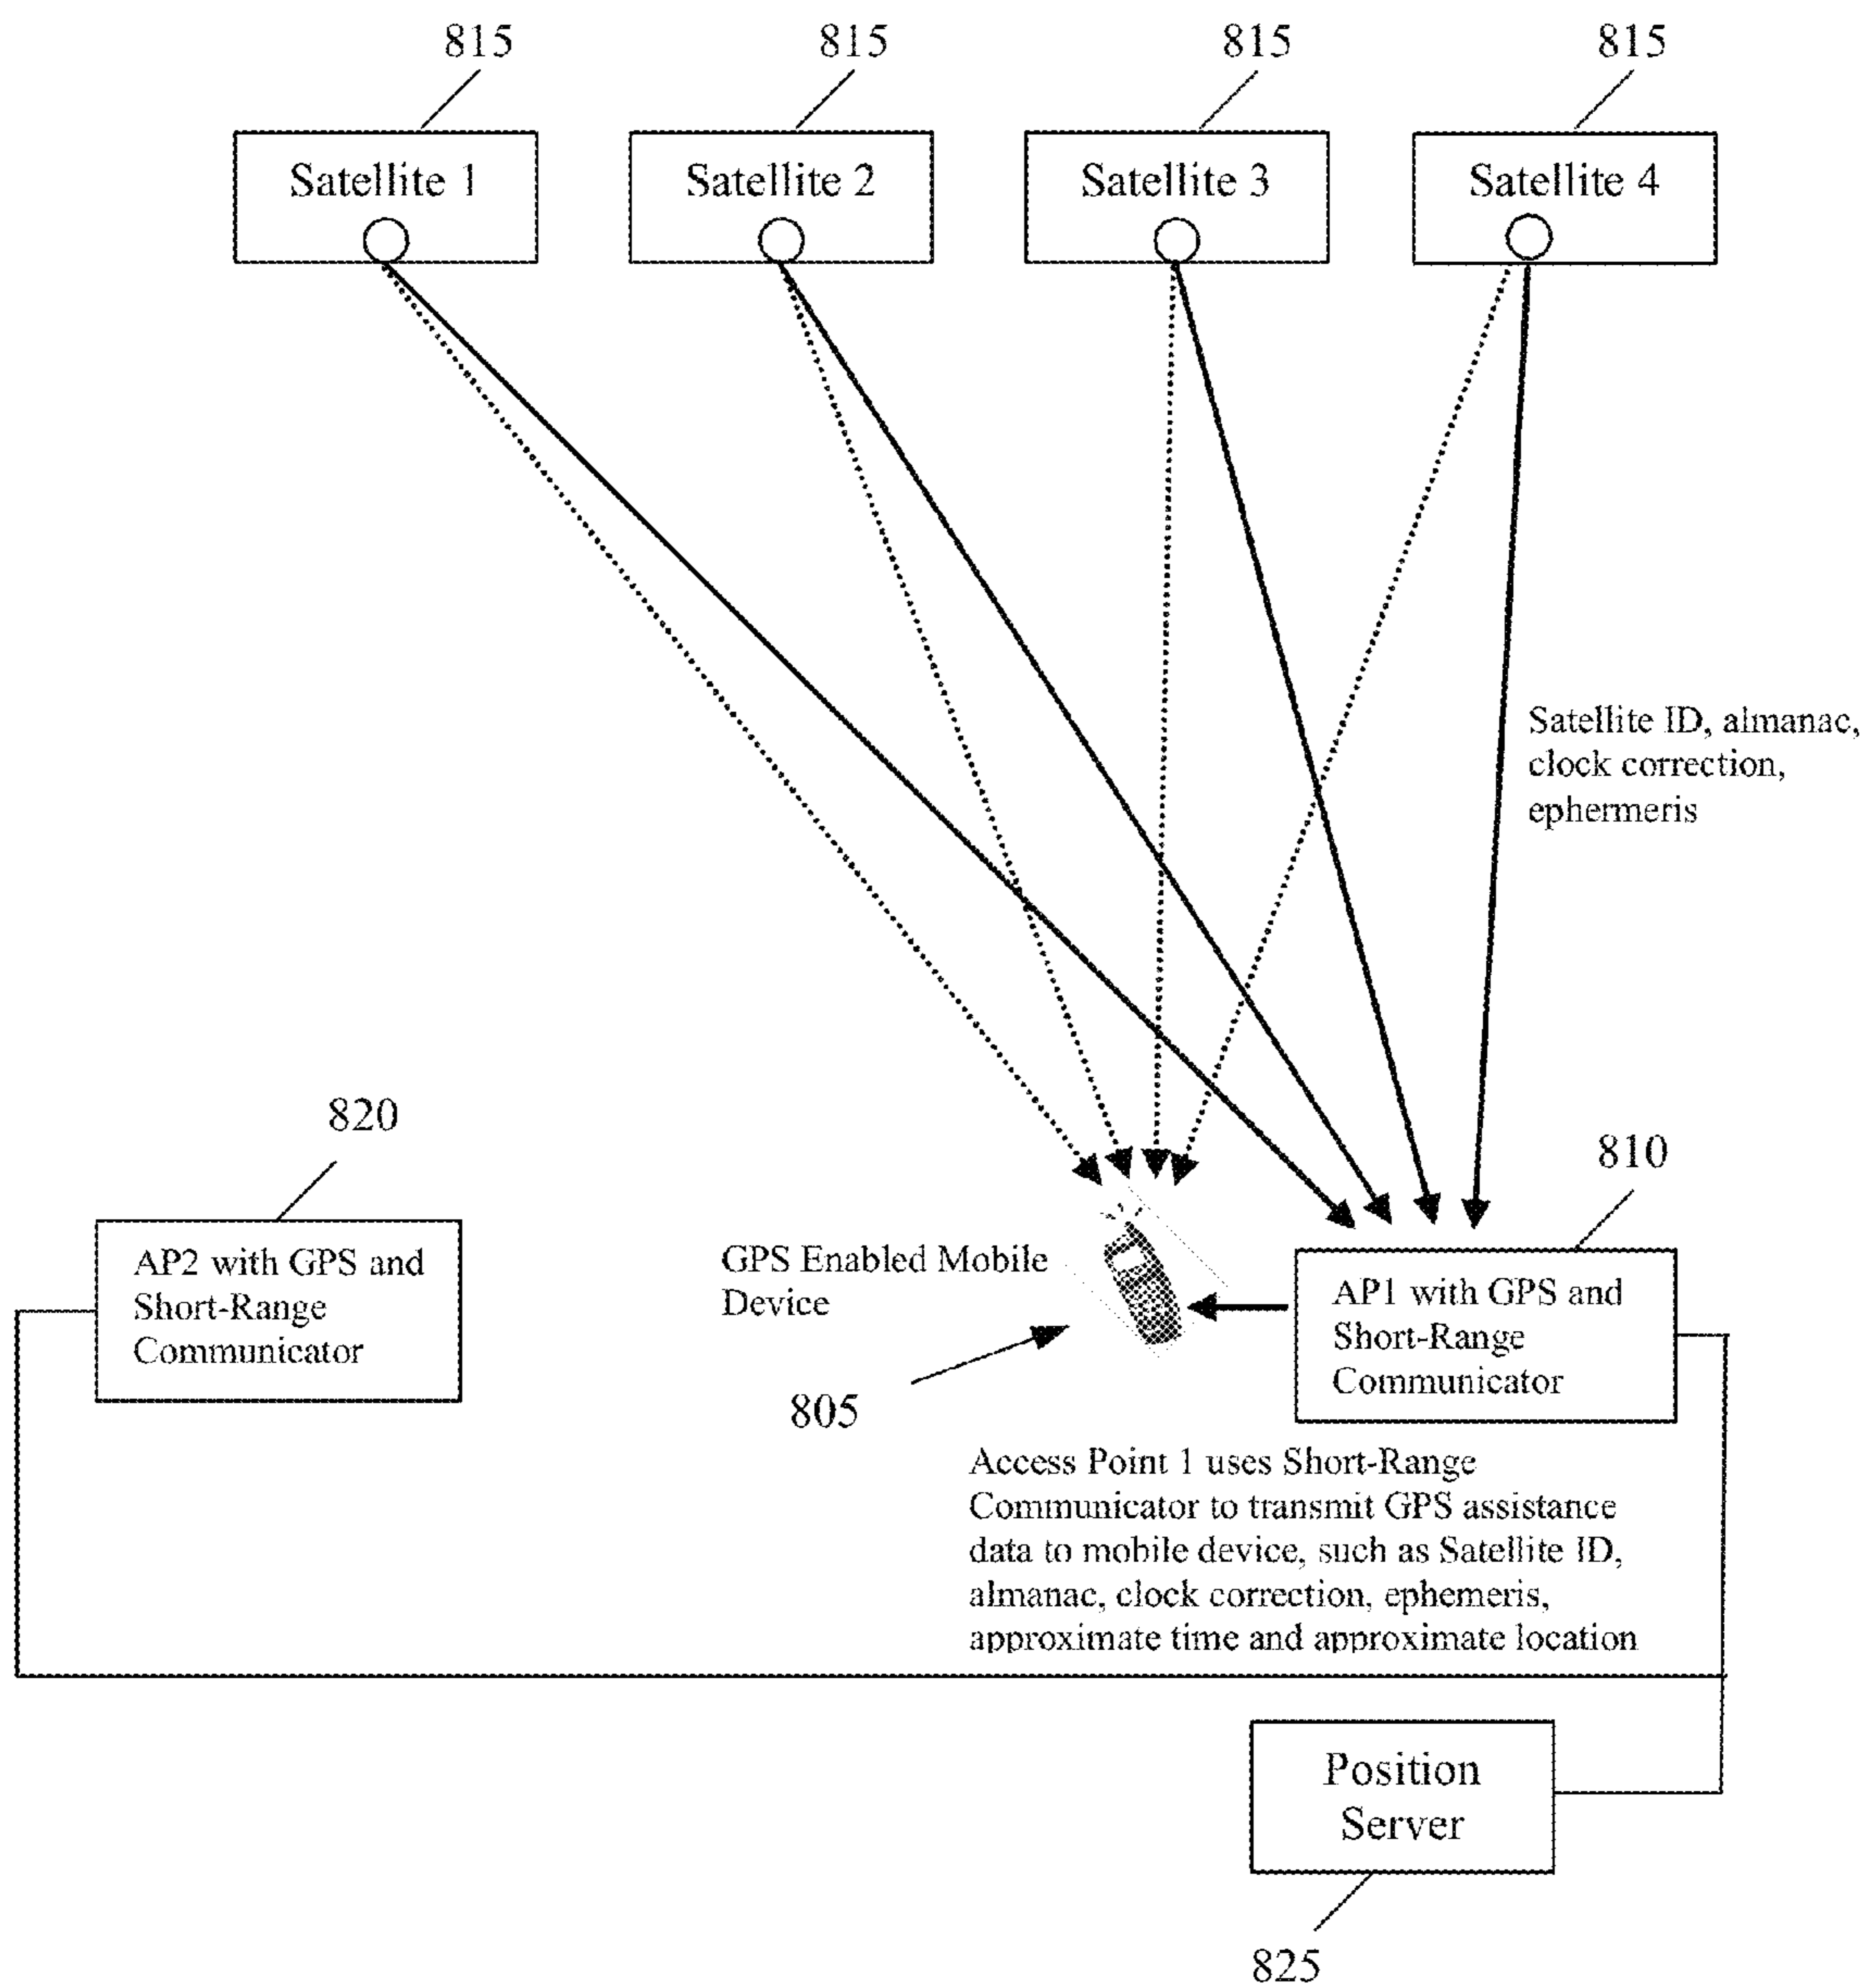 815
815
815
815
Satellite 1
Satellite 2
Satellite 3
Satellite 4
Satellite ID, almanac,
clock correction,
ephermeris
820
810
AP2 with GPS and
Short-Range
Communicator
GPS Enabled Mobile
Device
805
AP1 with GPS and
Short-Range
Communicator
Access Point 1 uses Short-Range
Communicator to transmit GPS assistance
data to mobile device, such as Satellite ID,
almanac, clock correction, ephemeris,
approximate time and approximate location
Position
Server
825